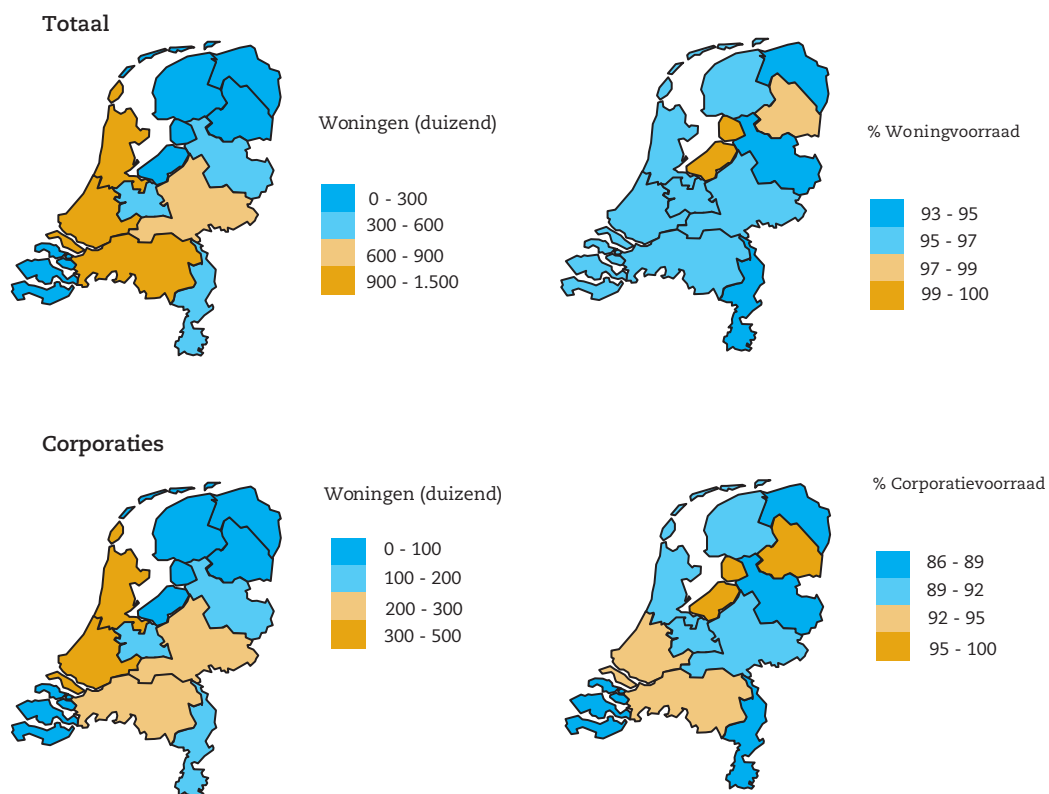 Totaal
Woningen (duizend)
0 - 300
300 - 600
600 - 900
900 - 1.500
% Woningvoorraad
93 - 95
95 - 97
97 - 99
99 - 100
Corporaties
Woningen (duizend)
0 - 100
100 - 200
200 - 300
300 - 500
% Corporatievoorraad
86 - 89
89 - 92
92 - 95
95 - 100